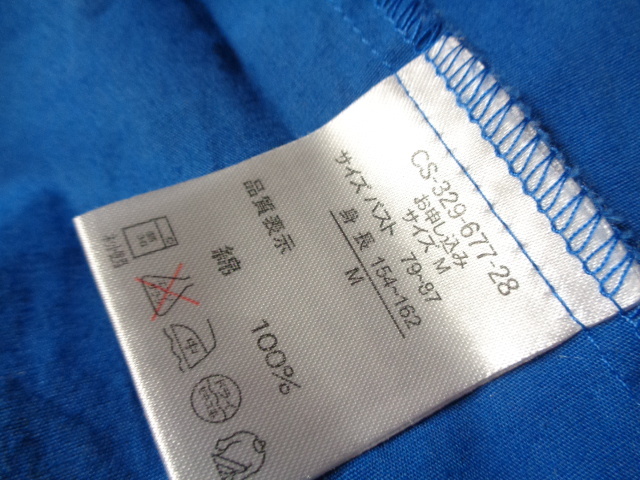 CS-329-677-28
お申し込み
サイズ M
サイズ バスト 79~87
身長 154~162
M
品質表示
綿 100%
中